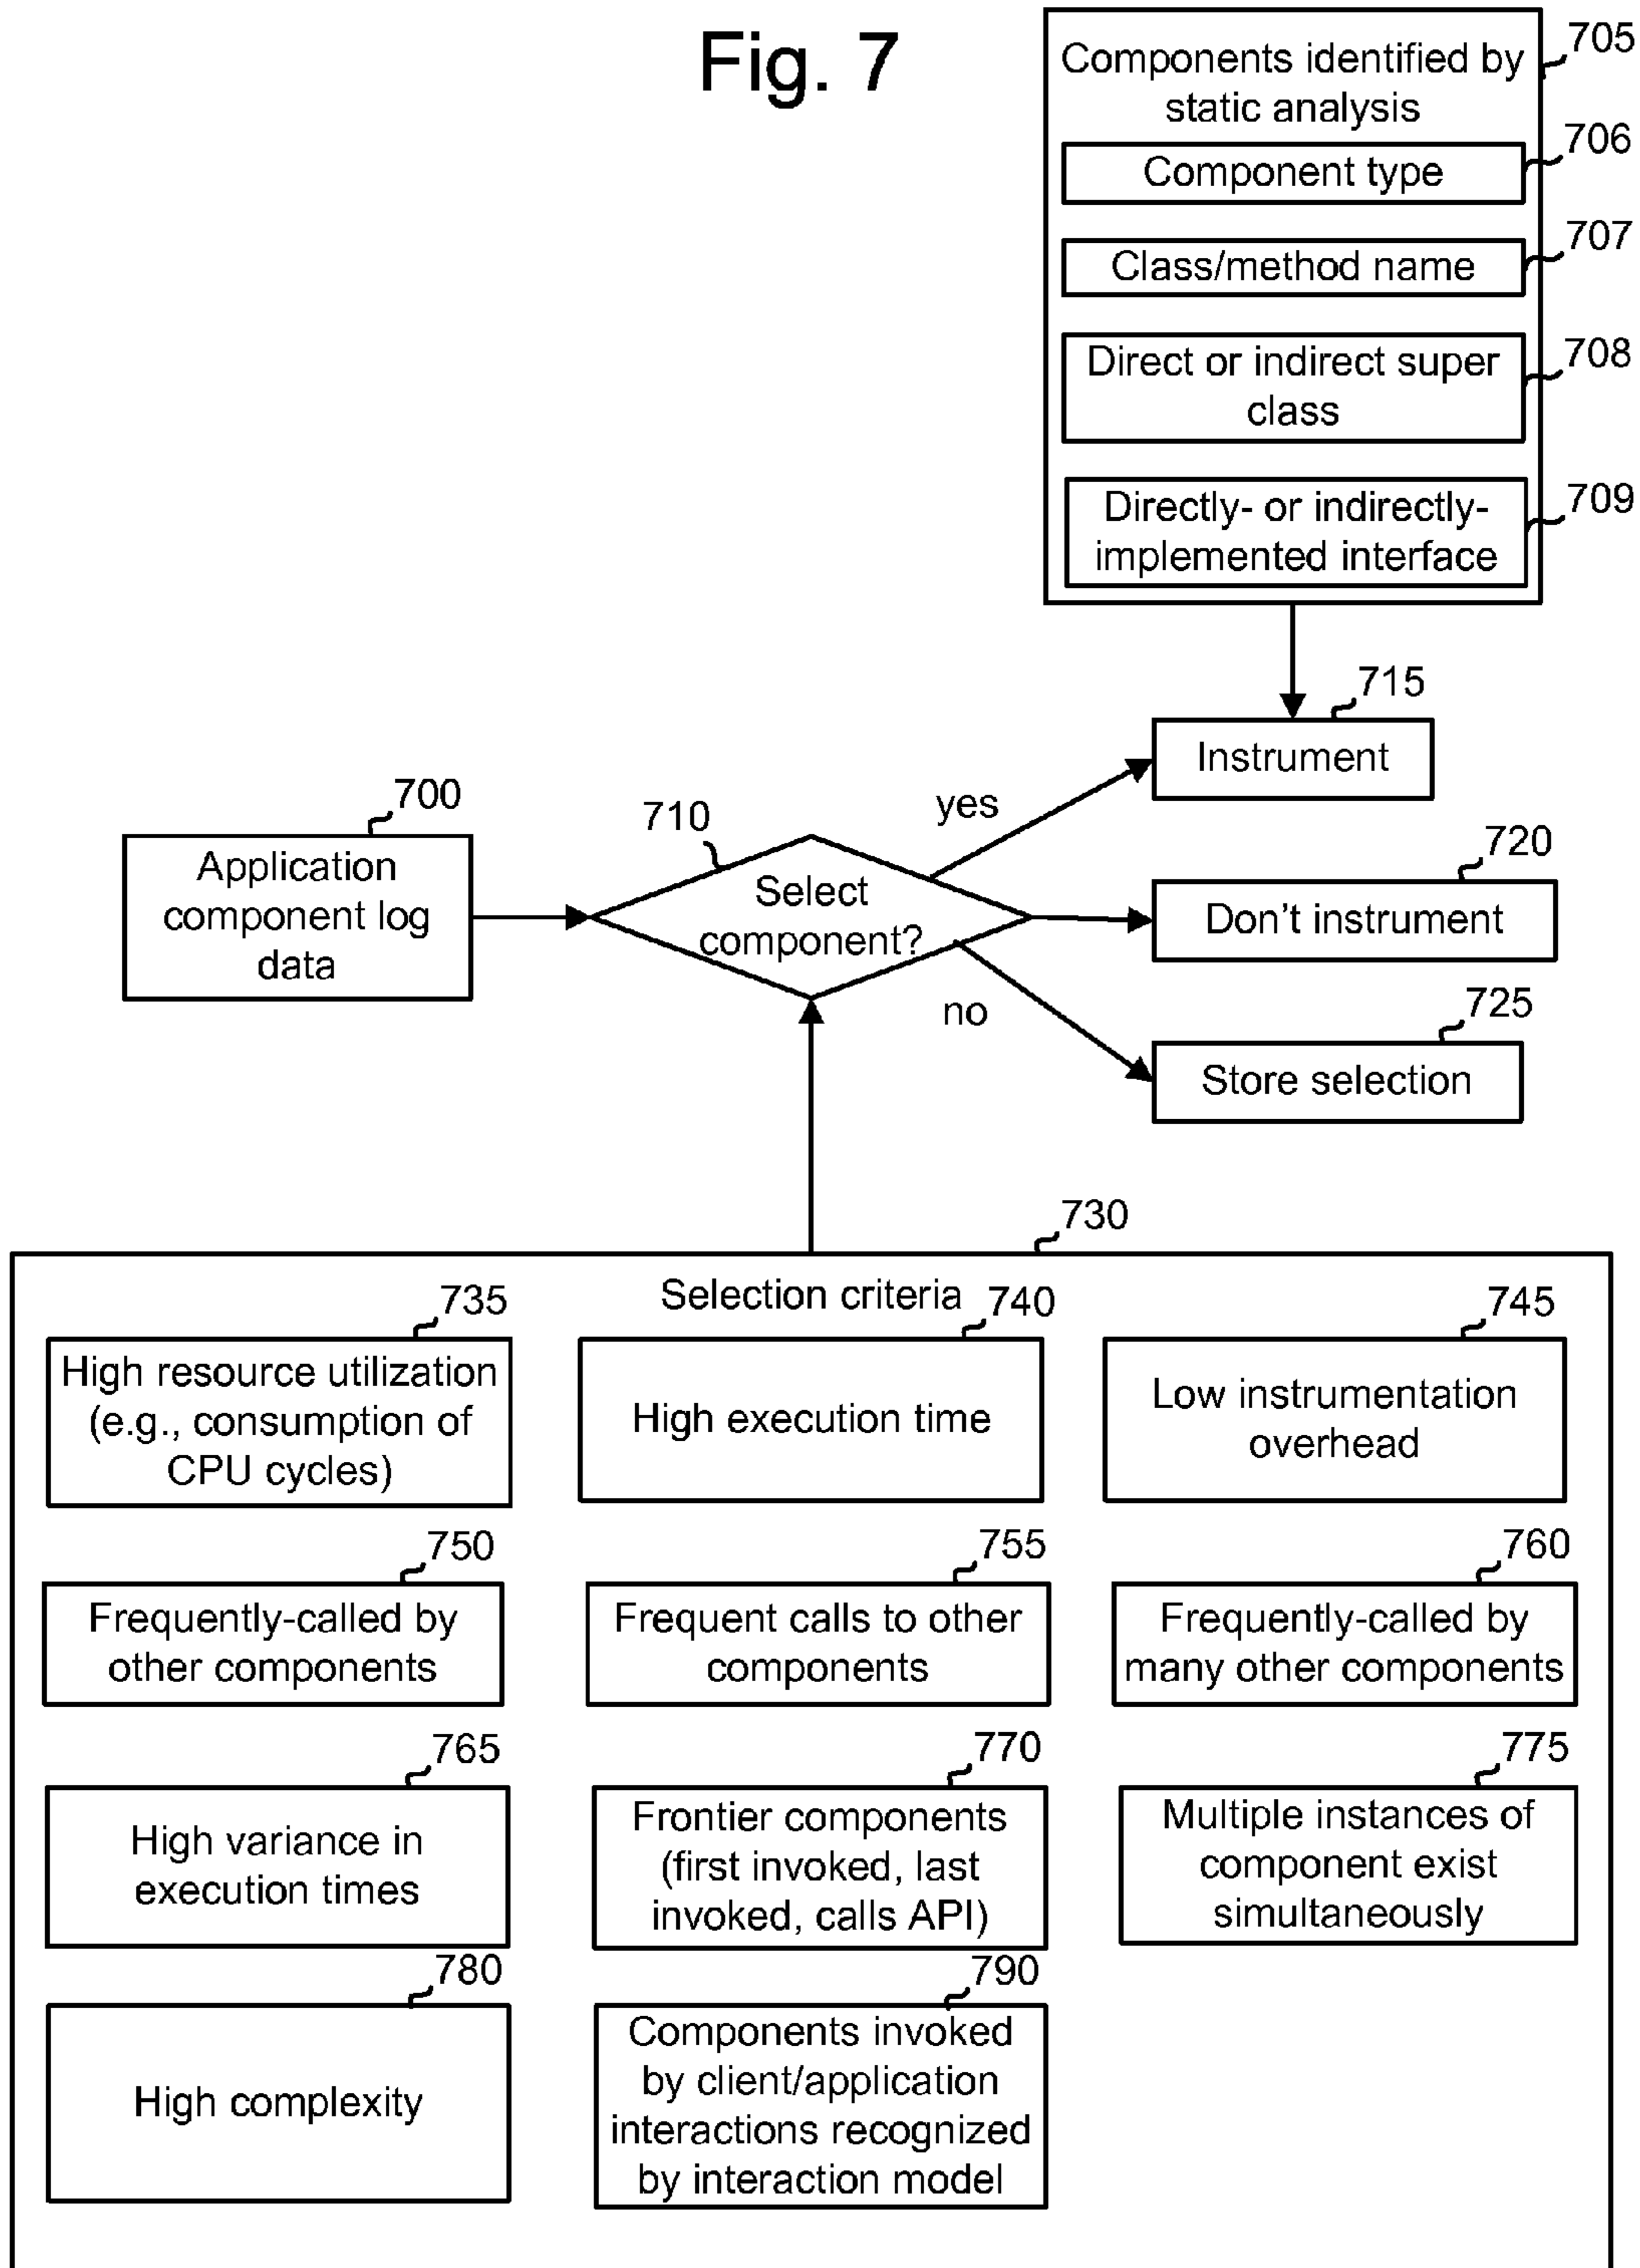 Fig. 7
705
Components identified by
static analysis
706
Component type
707
Class/method name
708
Direct or indirect super
class
709
Directly- or indirectly-
implemented interface
715
Instrument
700
Application
component log
data
710
Select
component?
yes
720
Don't instrument
no
725
Store selection
730
Selection criteria
735
High resource utilization
(e.g., consumption of
CPU cycles)
740
High execution time
745
Low instrumentation
overhead
750
Frequently-called by
other components
755
Frequent calls to other
components
760
Frequently-called by
many other components
765
High variance in
execution times
770
Frontier components
(first invoked, last
invoked, calls API)
775
Multiple instances of
component exist
simultaneously
780
High complexity
790
Components invoked
by client/application
interactions recognized
by interaction model